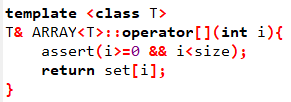 template <class T>
T& ARRAY<T>::operator[](int i){
    assert(i>=0 && i<size);
    return set[i];
}